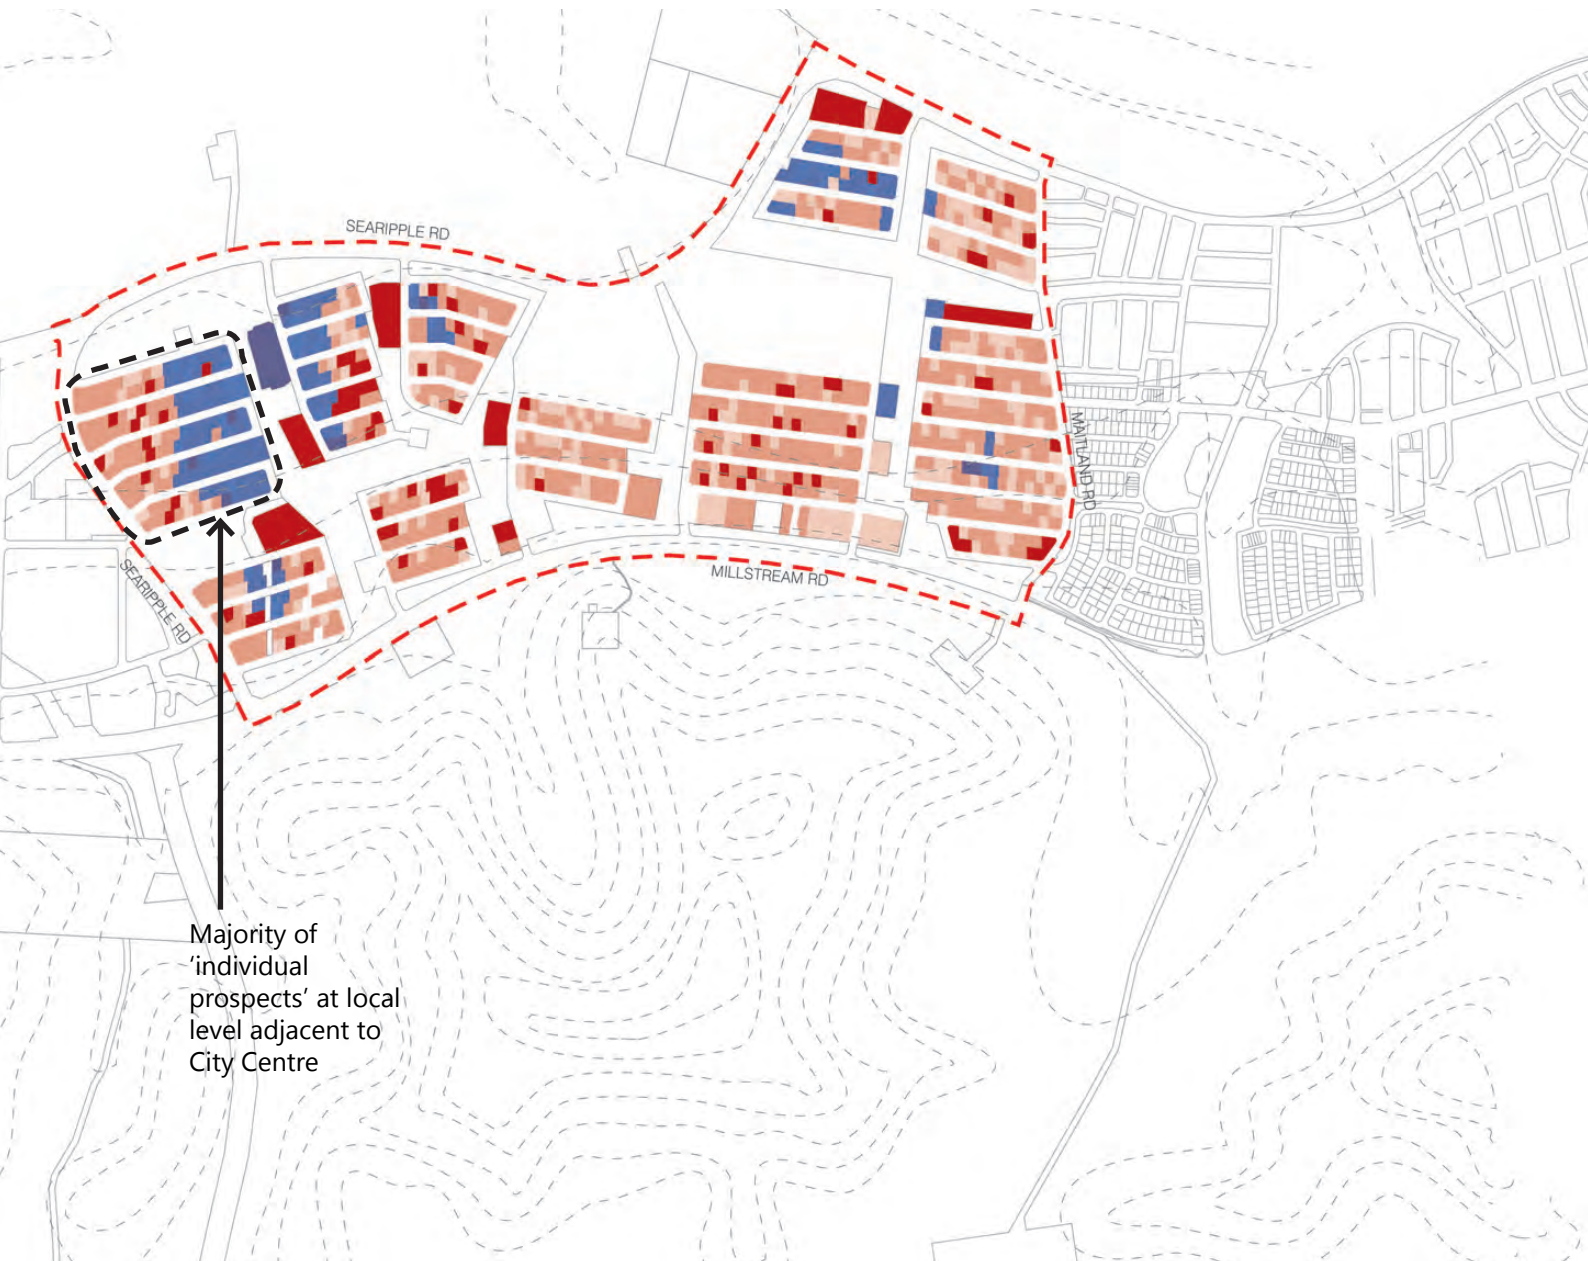 SEARIPPLE RD
MAITLAND RD
SEARIPPLE RD
MILLSTREAM RD
Majority of
‘individual
prospects’ at local
level adjacent to
City Centre